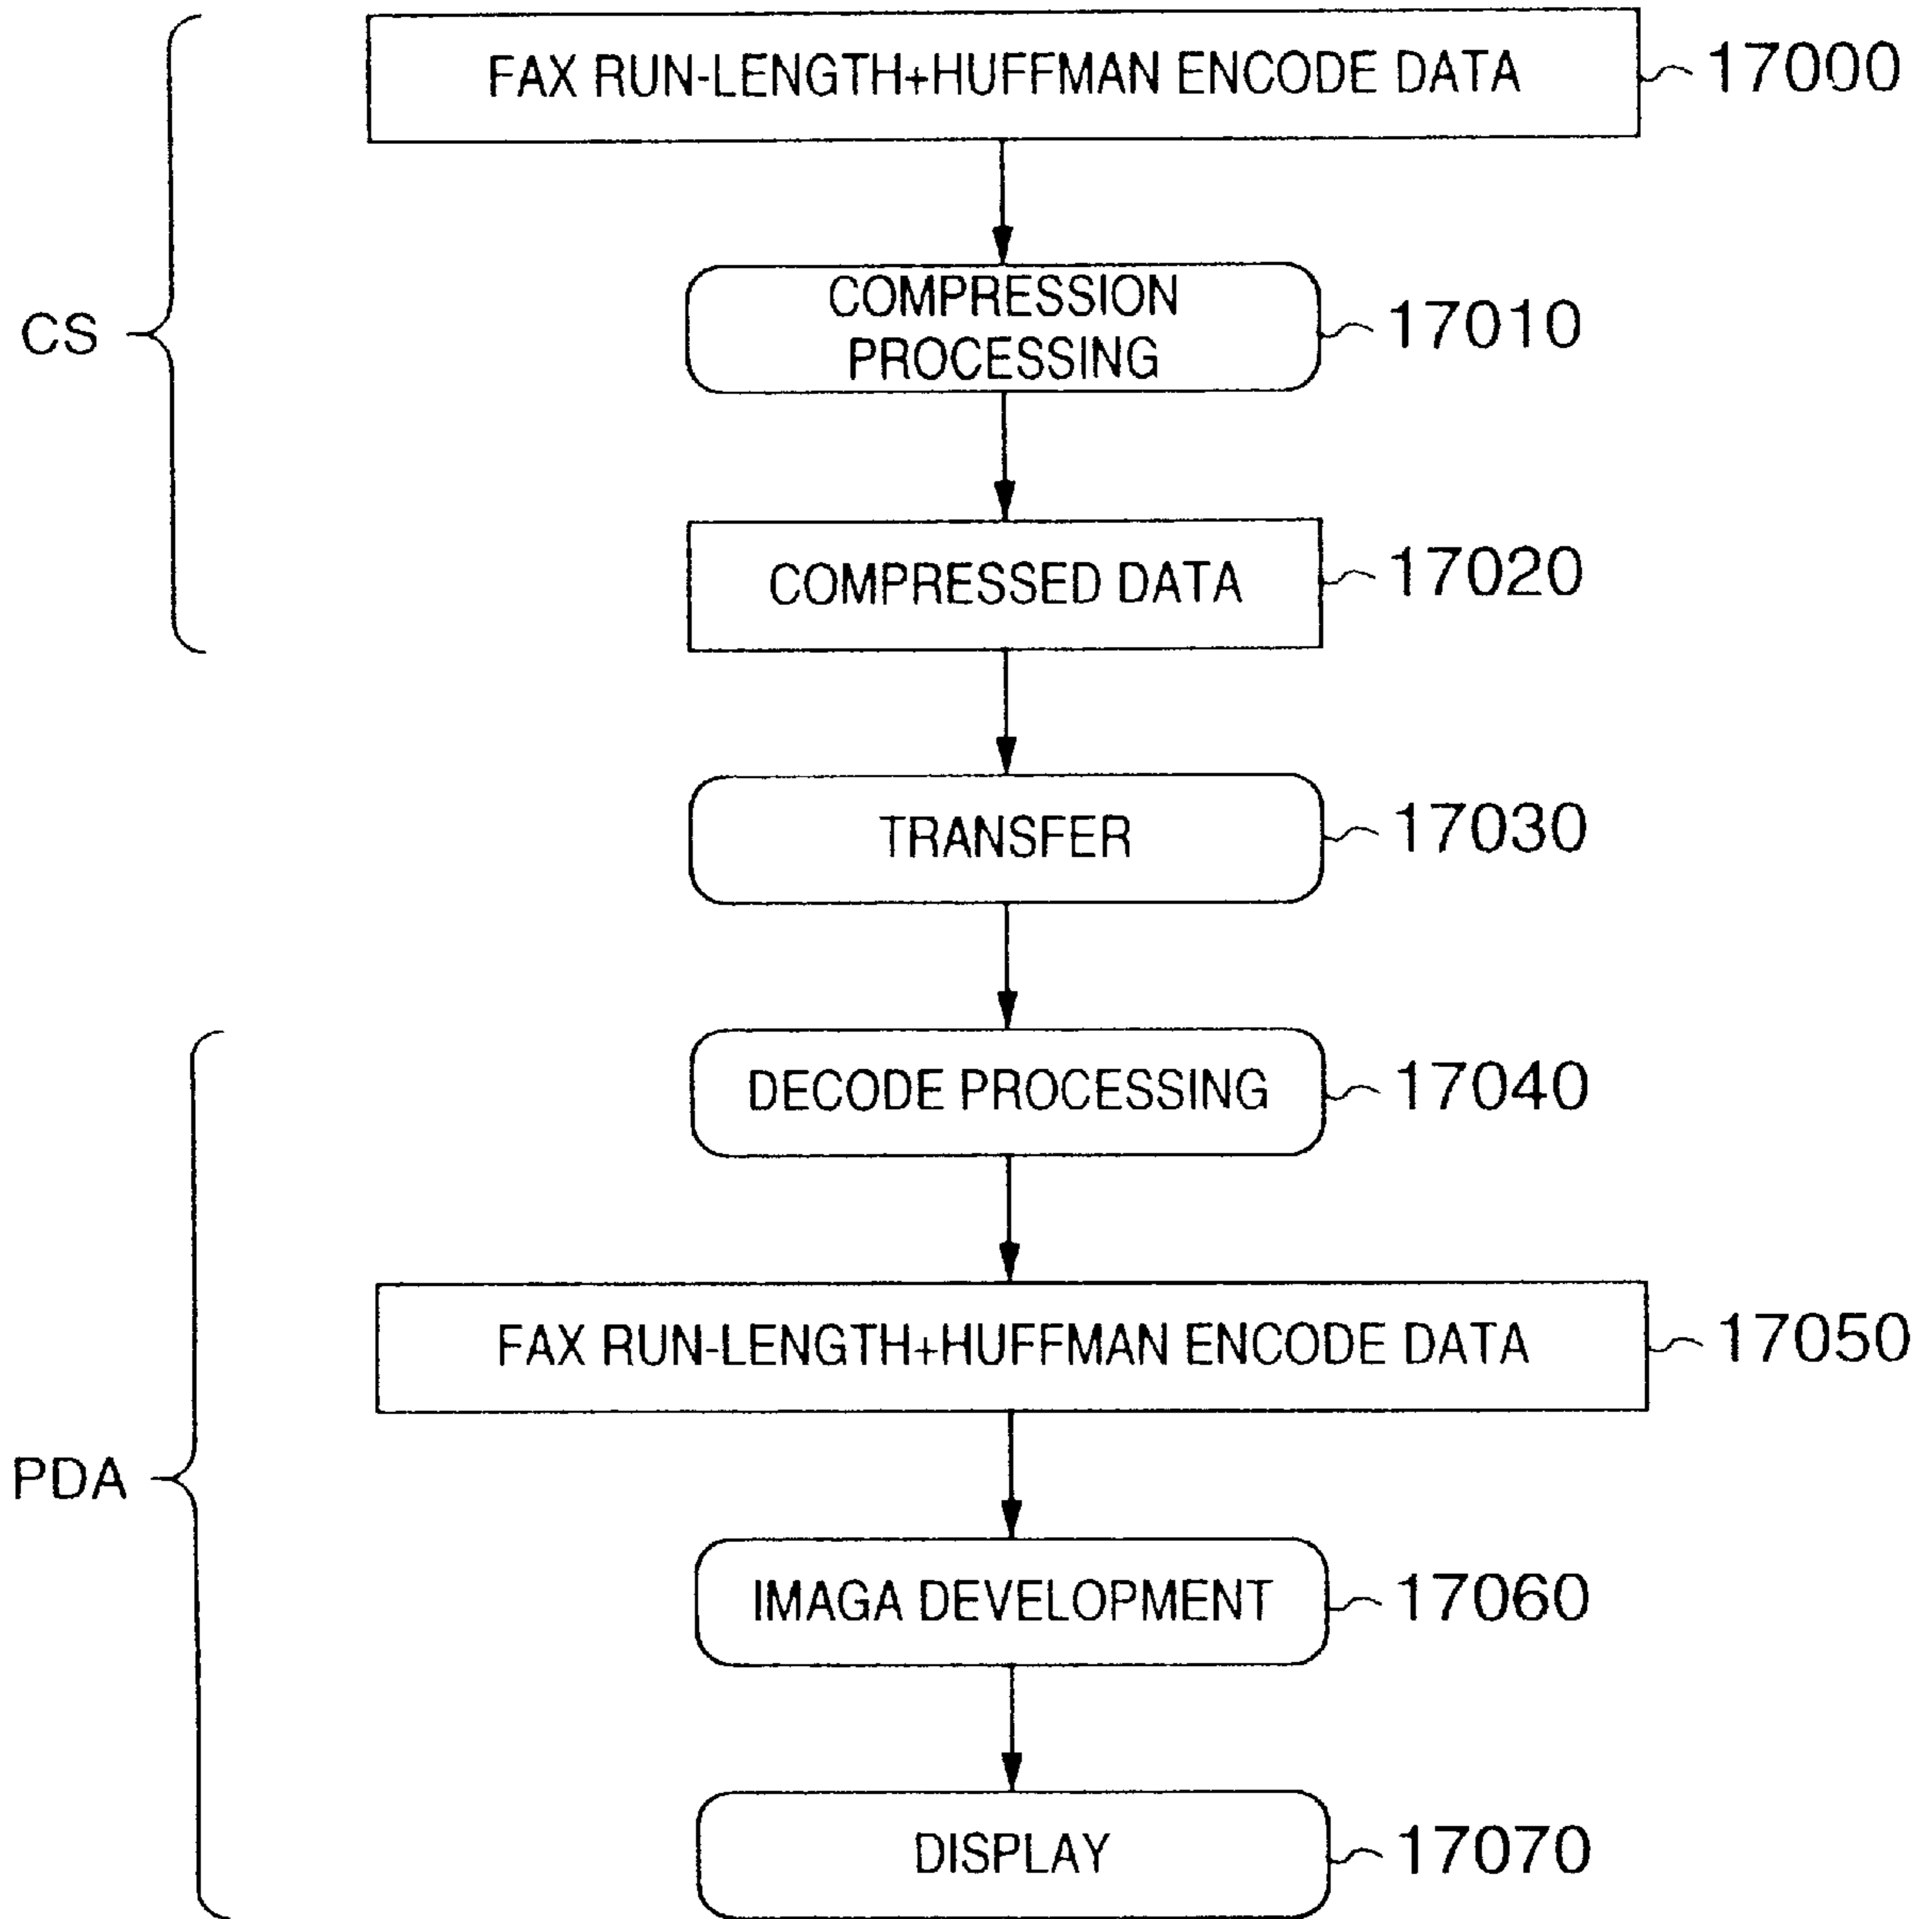 FAX RUN-LENGTH+HUFFMAN ENCODE DATA 17000
COMPRESSION
PROCESSING
17010
CS
COMPRESSED DATA 17020
TRANSFER 17030
DECODE PROCESSING 17040
FAX RUN-LENGTH+HUFFMAN ENCODE DATA 17050
PDA
IMAGA DEVELOPMENT 17060
DISPLAY 17070